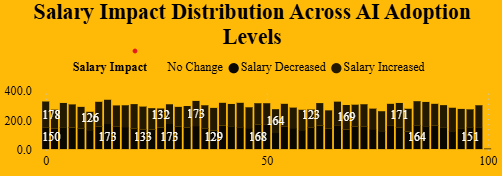 Salary Impact Distribution Across AI Adoption
Levels
Salary Impact No Change Salary Decreased Salary Increased
400.0
178 126 132 173 164 123 169 171
200.0
150 173 133 173 129 168 164 151
0.0
0 50 100